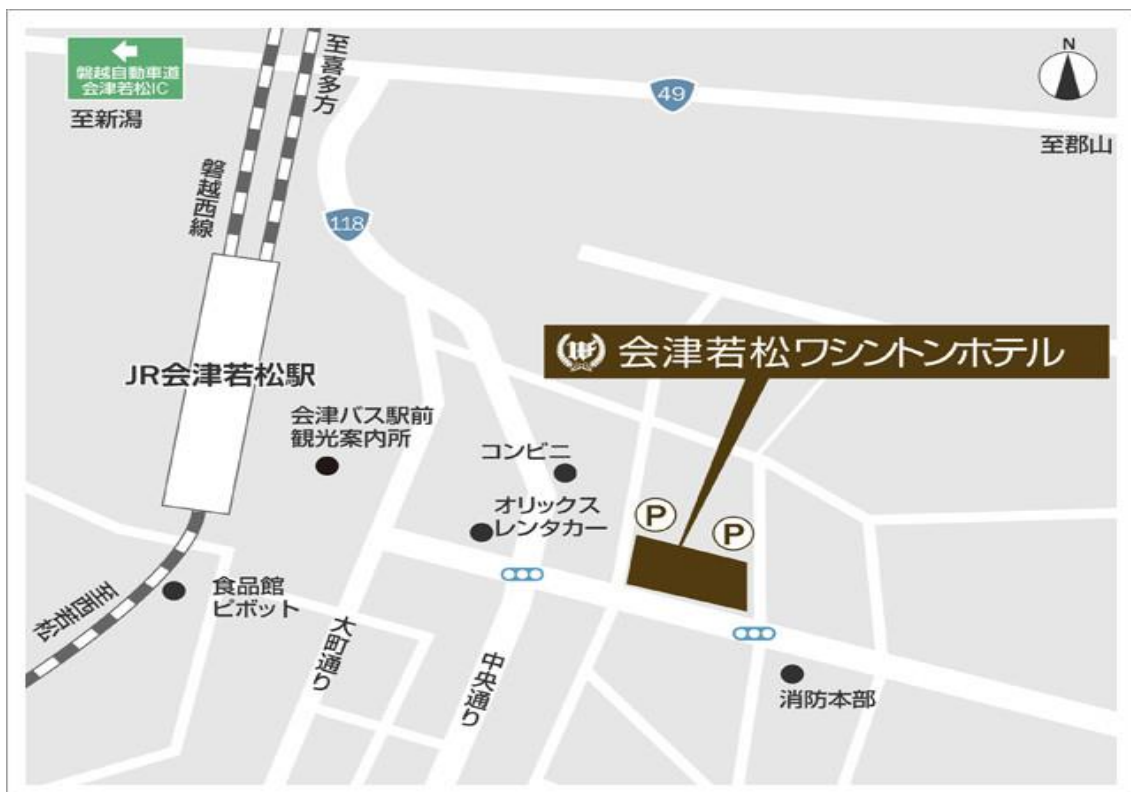 磐越自動車道
会津若松IC
至新潟
至喜多方
49
N
至郡山
磐越西線
118
会津若松ワシントンホテル
JR会津若松駅
会津バス駅前
観光案内所
コンビニ
オリックス
レンタカー
P
P
食品館
ピボット
至西若松
大町通り
中央通り
消防本部